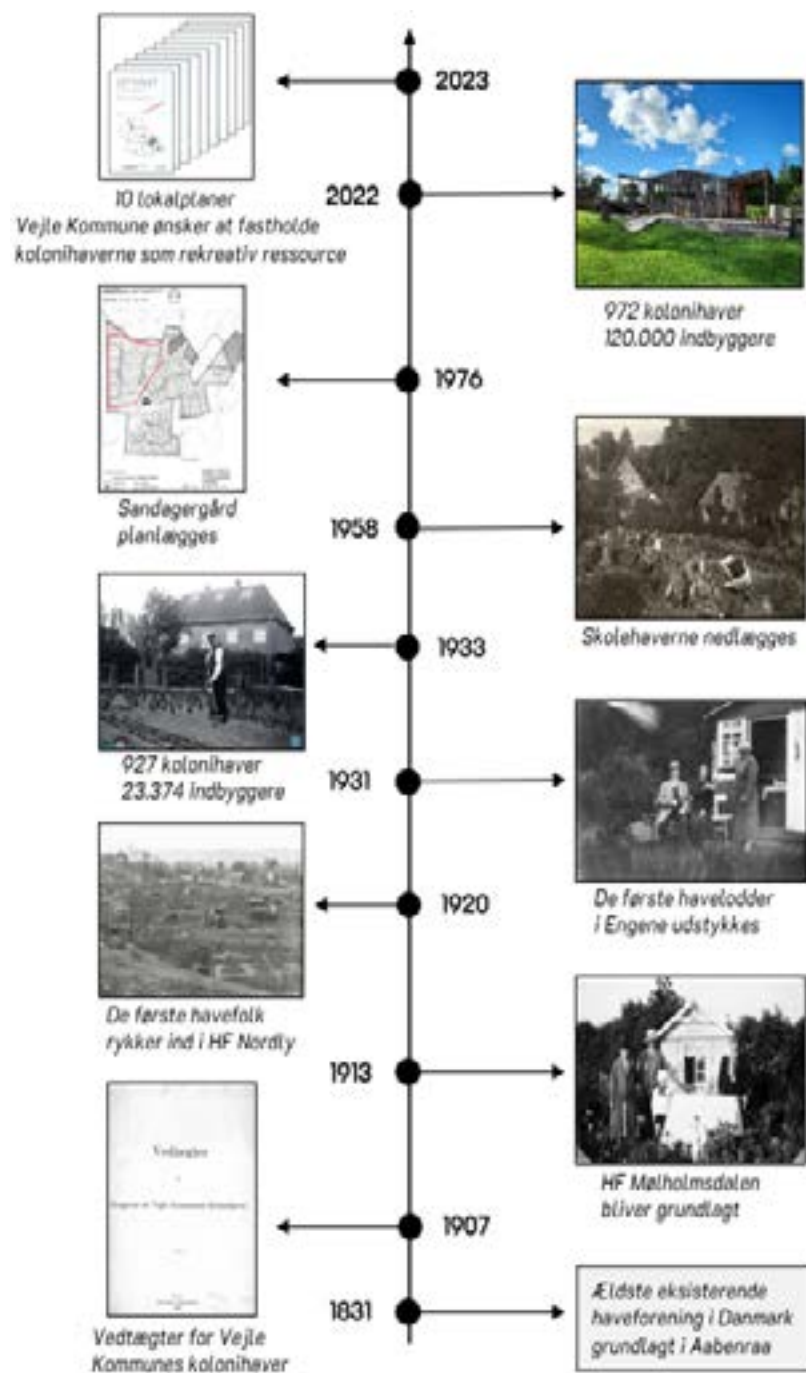 2023
10 lokalplaner
Vejle Kommune ønsker at fastholde
kolonihaverne som rekreativ ressource
2022
972 kolonihaver
120.000 indbyggere
1976
Sandagergård
planlægges
1958
Skolehaverne nedlægges
1933
927 kolonihaver
23.374 indbyggere
1931
De første havelodder
i Engene udstykkes
1920
De første havefolk
rykker ind i HF Nordly
1913
HF Mølholmsdalen
bliver grundlagt
1907
Vedtægter
Vedtægter for Vejle
Kommunes kolonihaver
1831
Ældste eksisterende
haveforening i Danmark
grundlagt i Aabenraa